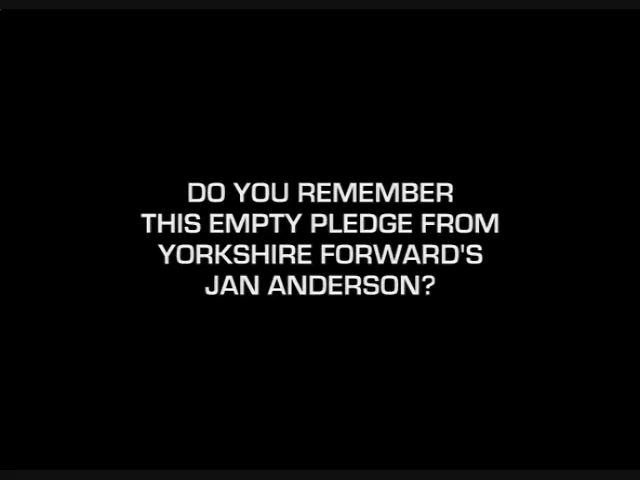 DO YOU REMEMBER
THIS EMPTY PLEDGE FROM
YORKSHIRE FORWARD'S
JAN ANDERSON?